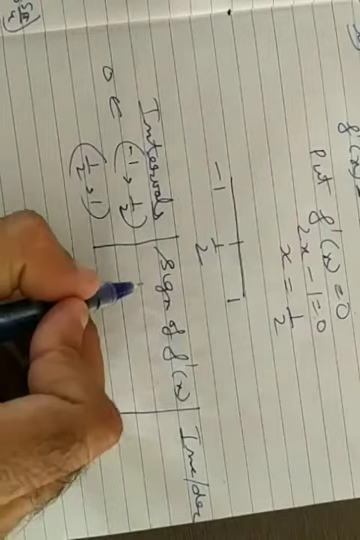 f'(x) =
Put f'(x) = 0
2x - 1 = 0
x = 1/2
-1 1/2 1
Intervals Sign of f'(x) Inc/dec
0 ∈ (-1, 1/2)
(1/2, 1)